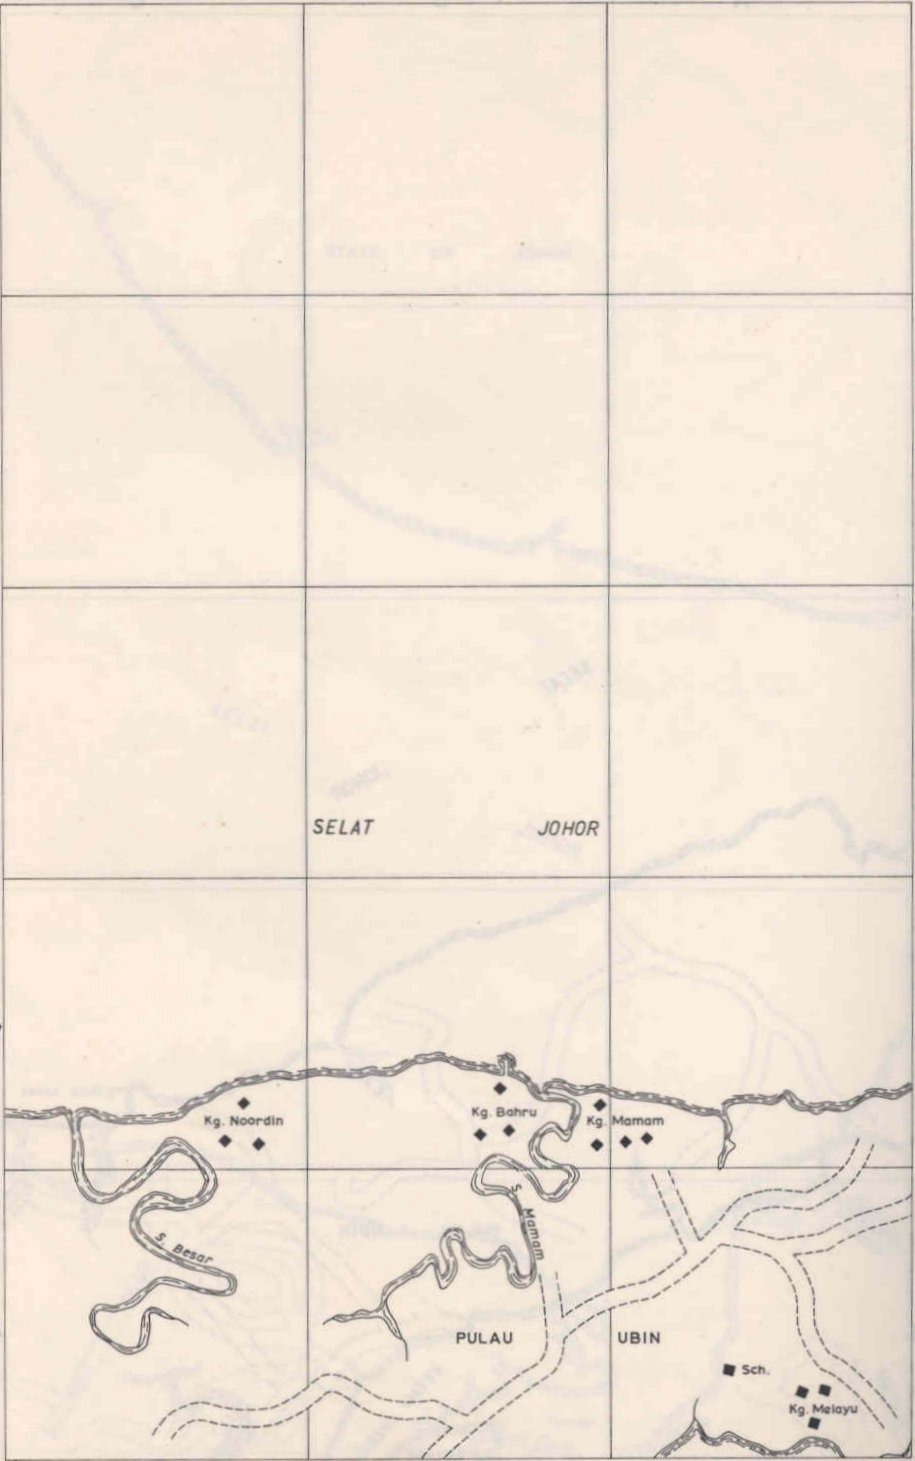 SELAT JOHOR
Kg. Noordin
Kg. Bahru
Kg. Mamam
S. Besar
S. Mamam
PULAU UBIN
Sch.
Kg. Melayu